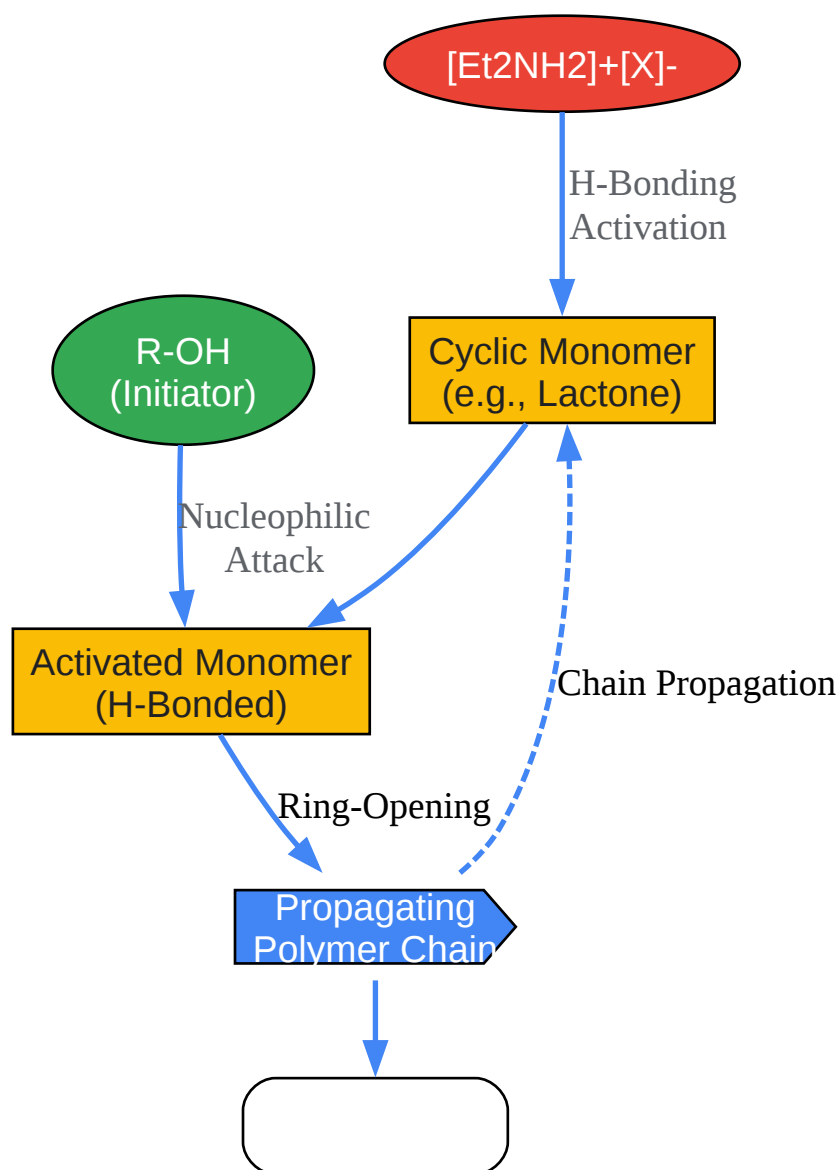 [Et2NH2]+[X]-
H-Bonding
Activation
R-OH
(Initiator)
Cyclic Monomer
(e.g., Lactone)
Nucleophilic
Attack
Activated Monomer
(H-Bonded)
Chain Propagation
Ring-Opening
Propagating
Polymer Chain